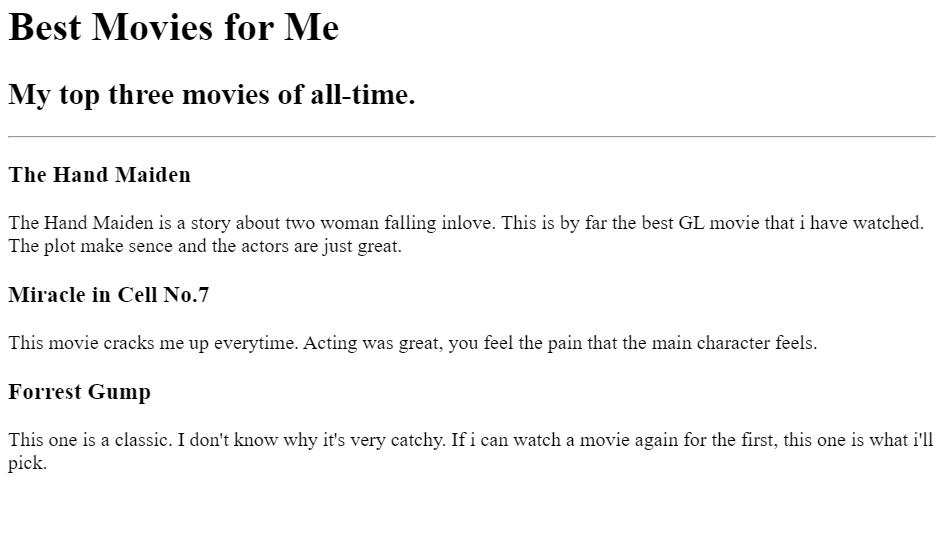 Best Movies for Me
My top three movies of all-time.
The Hand Maiden
The Hand Maiden is a story about two woman falling inlove. This is by far the best GL movie that i have watched.
The plot make sence and the actors are just great.
Miracle in Cell No.7
This movie cracks me up everytime. Acting was great, you feel the pain that the main character feels.
Forrest Gump
This one is a classic. I don't know why it's very catchy. If i can watch a movie again for the first, this one is what i'll
pick.